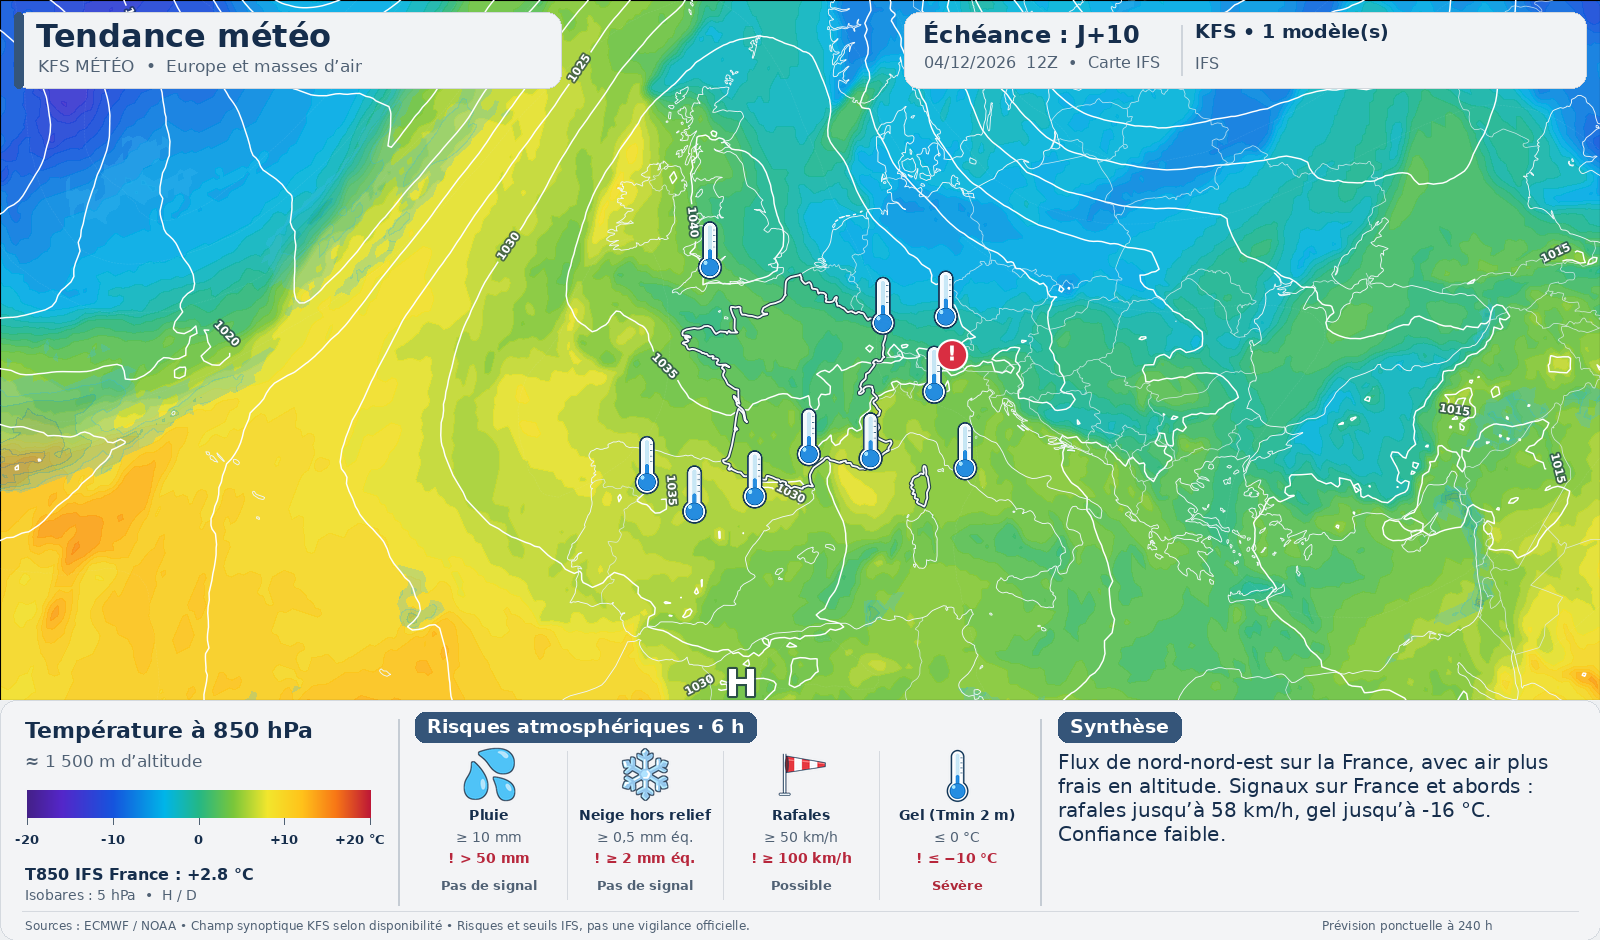 Tendance météo
KFS MÉTÉO • Europe et masses d’air
Échéance : J+10
04/12/2026 12Z • Carte IFS
KFS • 1 modèle(s)
IFS
1025
1030
1040
1020
1035
1015
1015
1015
1035
1030
1030
H
!
Température à 850 hPa
≈ 1 500 m d’altitude
-20 -10 0 +10 +20 °C
T850 IFS France : +2.8 °C
Isobares : 5 hPa • H / D
Risques atmosphériques · 6 h
Pluie
≥ 10 mm
! > 50 mm
Pas de signal
Neige hors relief
≥ 0,5 mm éq.
! ≥ 2 mm éq.
Pas de signal
Rafales
≥ 50 km/h
! ≥ 100 km/h
Possible
Gel (Tmin 2 m)
≤ 0 °C
! ≤ −10 °C
Sévère
Synthèse
Flux de nord-nord-est sur la France, avec air plus
frais en altitude. Signaux sur France et abords :
rafales jusqu’à 58 km/h, gel jusqu’à -16 °C.
Confiance faible.
Sources : ECMWF / NOAA • Champ synoptique KFS selon disponibilité • Risques et seuils IFS, pas une vigilance officielle.
Prévision ponctuelle à 240 h